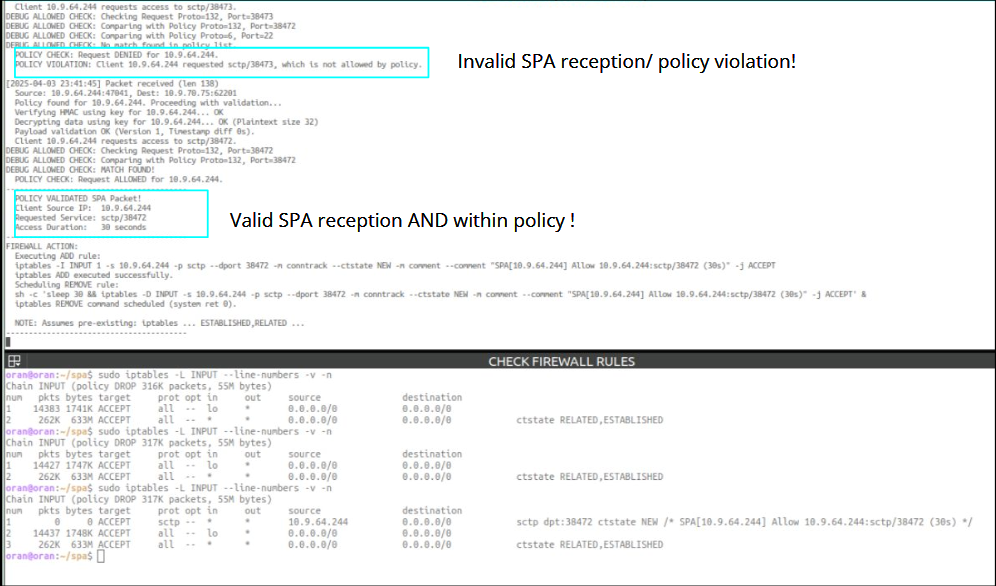 Client 10.9.64.244 requests access to sctp/38473.
DEBUG ALLOWED CHECK: Checking Request Proto=132, Port=38473
DEBUG ALLOWED CHECK: Comparing with Policy Proto=132, Port=38472
DEBUG ALLOWED CHECK: Comparing with Policy Proto=6, Port=22
DEBUG ALLOWED CHECK: No match found in policy list.
POLICY CHECK: Request DENIED for 10.9.64.244.
POLICY VIOLATION: Client 10.9.64.244 requested sctp/38473, which is not allowed by policy.
Invalid SPA reception/ policy violation!
[2025-04-03 23:41:45] Packet received (len 138)
Source: 10.9.64.244:47041, Dest: 10.9.70.75:62201
Policy found for 10.9.64.244. Proceeding with validation...
Verifying HMAC using key for 10.9.64.244... OK
Decrypting data using key for 10.9.64.244... OK (Plaintext size 32)
Payload validation OK (Version 1, Timestamp diff 0s).
Client 10.9.64.244 requests access to sctp/38472.
DEBUG ALLOWED CHECK: Checking Request Proto=132, Port=38472
DEBUG ALLOWED CHECK: Comparing with Policy Proto=132, Port=38472
DEBUG ALLOWED CHECK: MATCH FOUND!
POLICY CHECK: Request ALLOWED for 10.9.64.244.
----------------------------------------
POLICY VALIDATED SPA Packet!
Client Source IP:  10.9.64.244
Requested Service: sctp/38472
Access Duration:   30 seconds
Valid SPA reception AND within policy !
FIREWALL ACTION:
Executing ADD rule:
iptables -I INPUT 1 -s 10.9.64.244 -p sctp --dport 38472 -m conntrack --ctstate NEW -m comment --comment "SPA[10.9.64.244] Allow 10.9.64.244:sctp/38472 (30s)" -j ACCEPT
iptables ADD executed successfully.
Scheduling REMOVE rule:
sh -c 'sleep 30 && iptables -D INPUT -s 10.9.64.244 -p sctp --dport 38472 -m conntrack --ctstate NEW -m comment --comment "SPA[10.9.64.244] Allow 10.9.64.244:sctp/38472 (30s)" -j ACCEPT' &
iptables REMOVE command scheduled (system ret 0).
NOTE: Assumes pre-existing: iptables ... ESTABLISHED,RELATED ...
----------------------------------------
CHECK FIREWALL RULES
oran@oran:~/spa$ sudo iptables -L INPUT --line-numbers -v -n
Chain INPUT (policy DROP 316K packets, 55M bytes)
num   pkts bytes target     prot opt in     out     source               destination
1    14383 1741K ACCEPT     all  --  lo     *       0.0.0.0/0            0.0.0.0/0
2     262K  633M ACCEPT     all  --  *      *       0.0.0.0/0            0.0.0.0/0            ctstate RELATED,ESTABLISHED
oran@oran:~/spa$ sudo iptables -L INPUT --line-numbers -v -n
Chain INPUT (policy DROP 317K packets, 55M bytes)
num   pkts bytes target     prot opt in     out     source               destination
1    14427 1747K ACCEPT     all  --  lo     *       0.0.0.0/0            0.0.0.0/0
2     262K  633M ACCEPT     all  --  *      *       0.0.0.0/0            0.0.0.0/0            ctstate RELATED,ESTABLISHED
oran@oran:~/spa$ sudo iptables -L INPUT --line-numbers -v -n
Chain INPUT (policy DROP 317K packets, 55M bytes)
num   pkts bytes target     prot opt in     out     source               destination
1        0     0 ACCEPT     sctp --  *      *       10.9.64.244          0.0.0.0/0            sctp dpt:38472 ctstate NEW /* SPA[10.9.64.244] Allow 10.9.64.244:sctp/38472 (30s) */
2    14437 1748K ACCEPT     all  --  lo     *       0.0.0.0/0            0.0.0.0/0
3     262K  633M ACCEPT     all  --  *      *       0.0.0.0/0            0.0.0.0/0            ctstate RELATED,ESTABLISHED
oran@oran:~/spa$